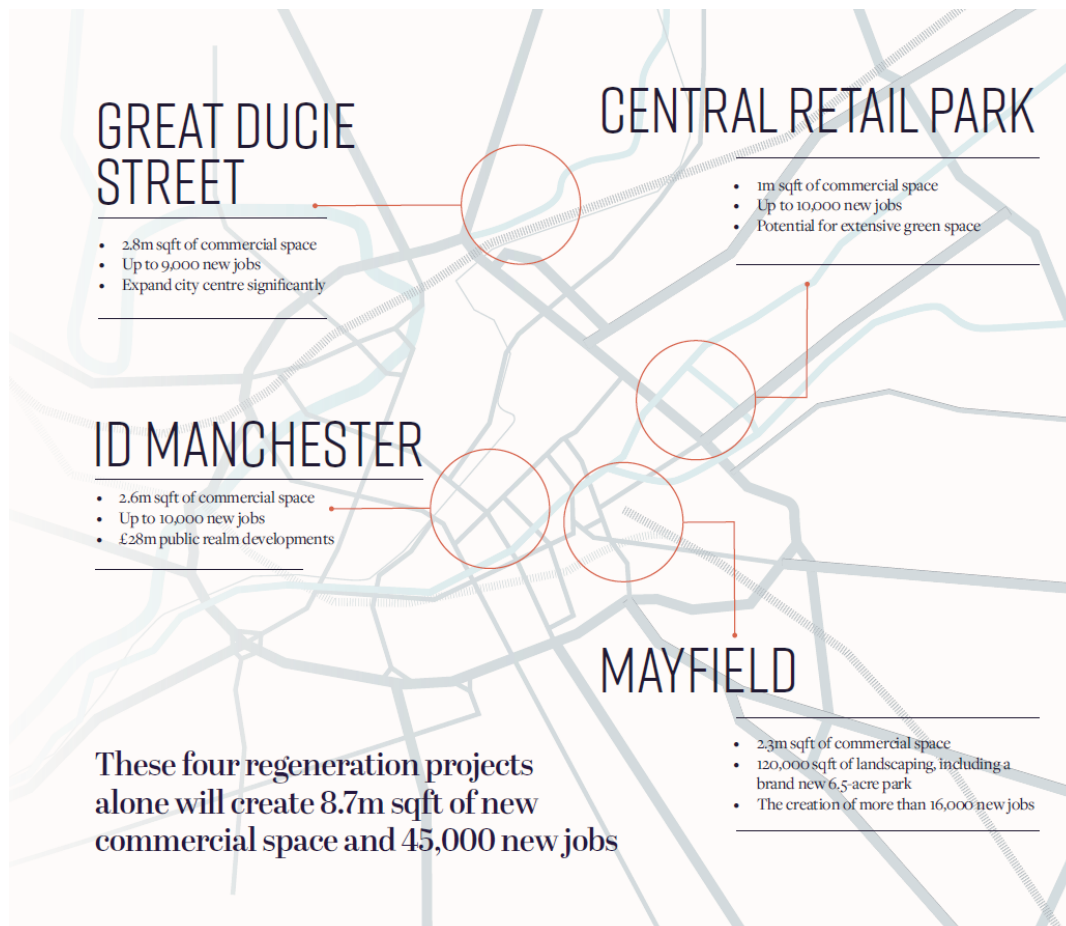 GREAT DUCIE
STREET
• 2.8m sqft of commercial space
• Up to 9,000 new jobs
• Expand city centre significantly
CENTRAL RETAIL PARK
• 1m sqft of commercial space
• Up to 10,000 new jobs
• Potential for extensive green space
ID MANCHESTER
• 2.6m sqft of commercial space
• Up to 10,000 new jobs
• £28m public realm developments
MAYFIELD
• 2.3m sqft of commercial space
• 120,000 sqft of landscaping, including a
brand new 6.5-acre park
• The creation of more than 16,000 new jobs
These four regeneration projects
alone will create 8.7m sqft of new
commercial space and 45,000 new jobs